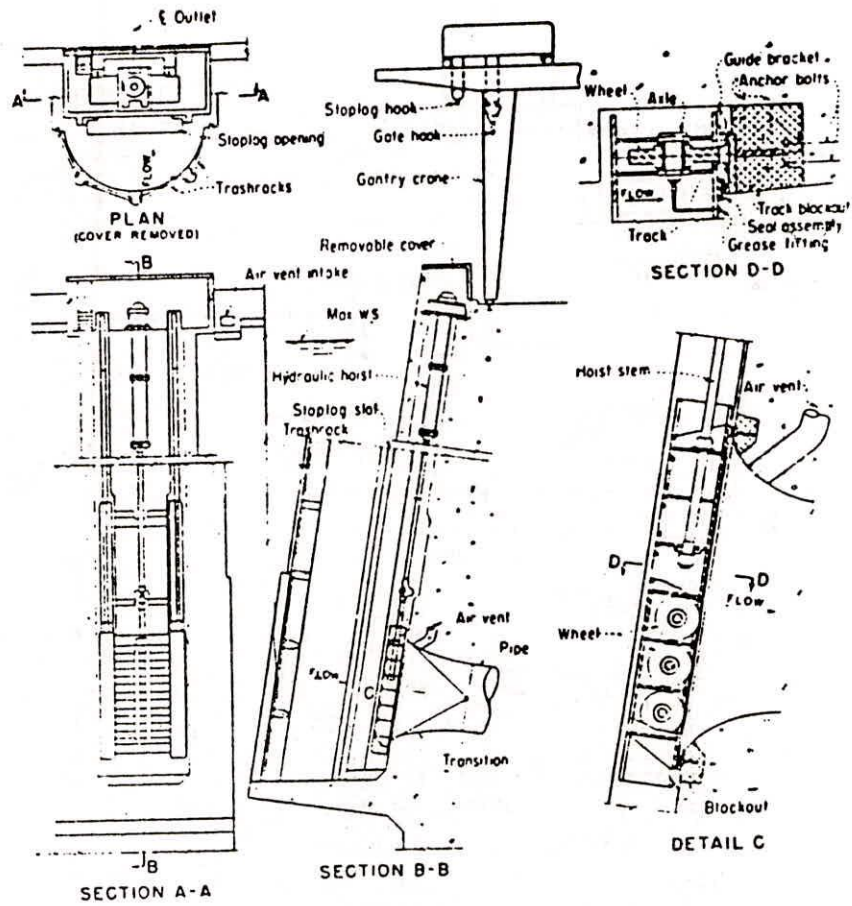 ℄ Outlet
A
A
Stoplog opening
FLOW
Trashracks
PLAN
(COVER REMOVED)
Stoplog hook
Gate hook
Gantry crane
Guide bracket
Anchor bolts
Wheel
Axle
FLOW
Track
Track blockout
Seal assembly
Grease fitting
SECTION D-D
B
Air vent intake
B
SECTION A-A
Removable cover
Max WS
Hydraulic hoist
Stoplog slot
Trashrack
Air vent
Pipe
FLOW
C
Transition
SECTION B-B
Hoist stem
Air vent
D
D
FLOW
Wheel
Blockout
DETAIL C